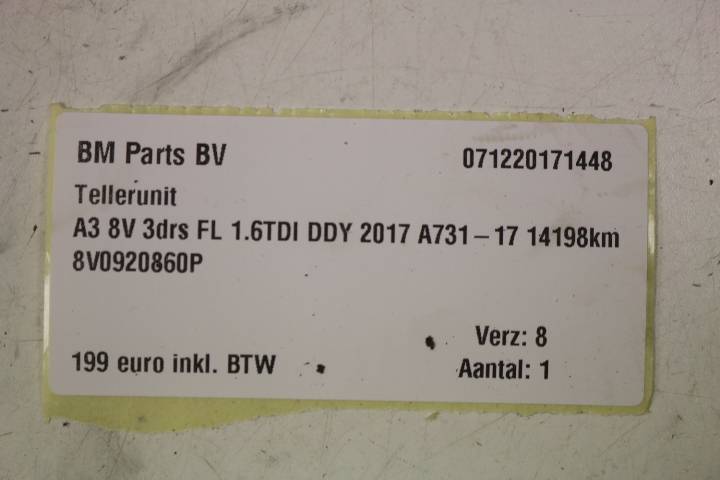 BM Parts BV 071220171448
Tellerunit
A3 8V 3drs FL 1.6TDI DDY 2017 A731-17 14198km
8V0920860P
Verz: 8
199 euro inkl. BTW Aantal: 1